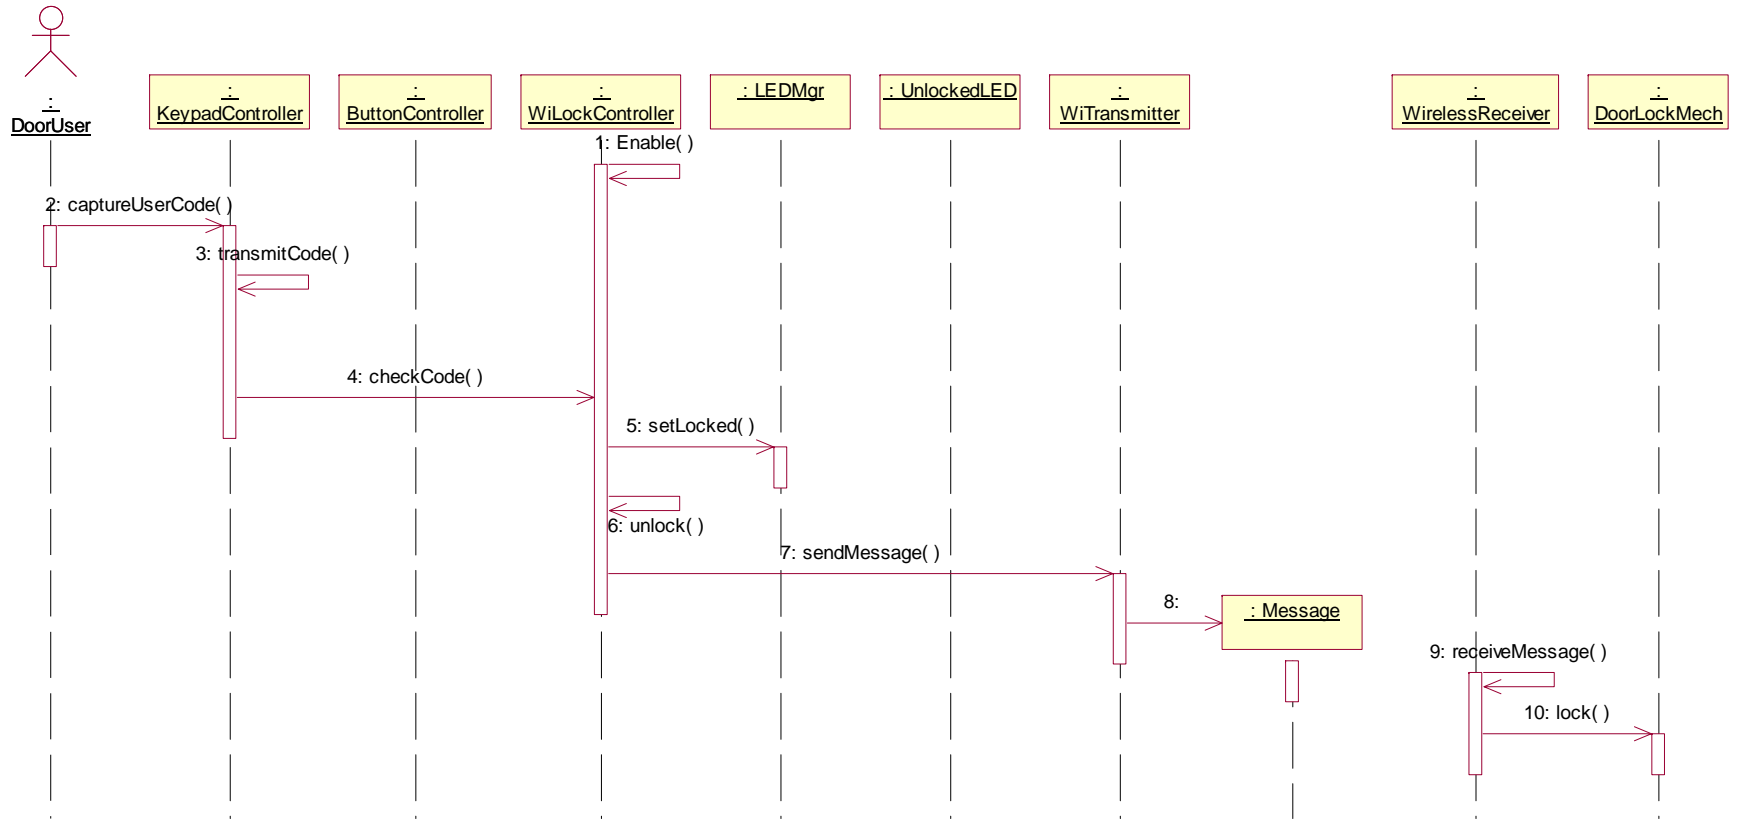 :
DoorUser
:
KeypadController
:
ButtonController
:
WiLockController
: LEDMgr
: UnlockedLED
:
WiTransmitter
:
WirelessReceiver
:
DoorLockMech
1: Enable( )
2: captureUserCode( )
3: transmitCode( )
4: checkCode( )
5: setLocked( )
6: unlock( )
7: sendMessage( )
8:
: Message
9: receiveMessage( )
10: lock( )